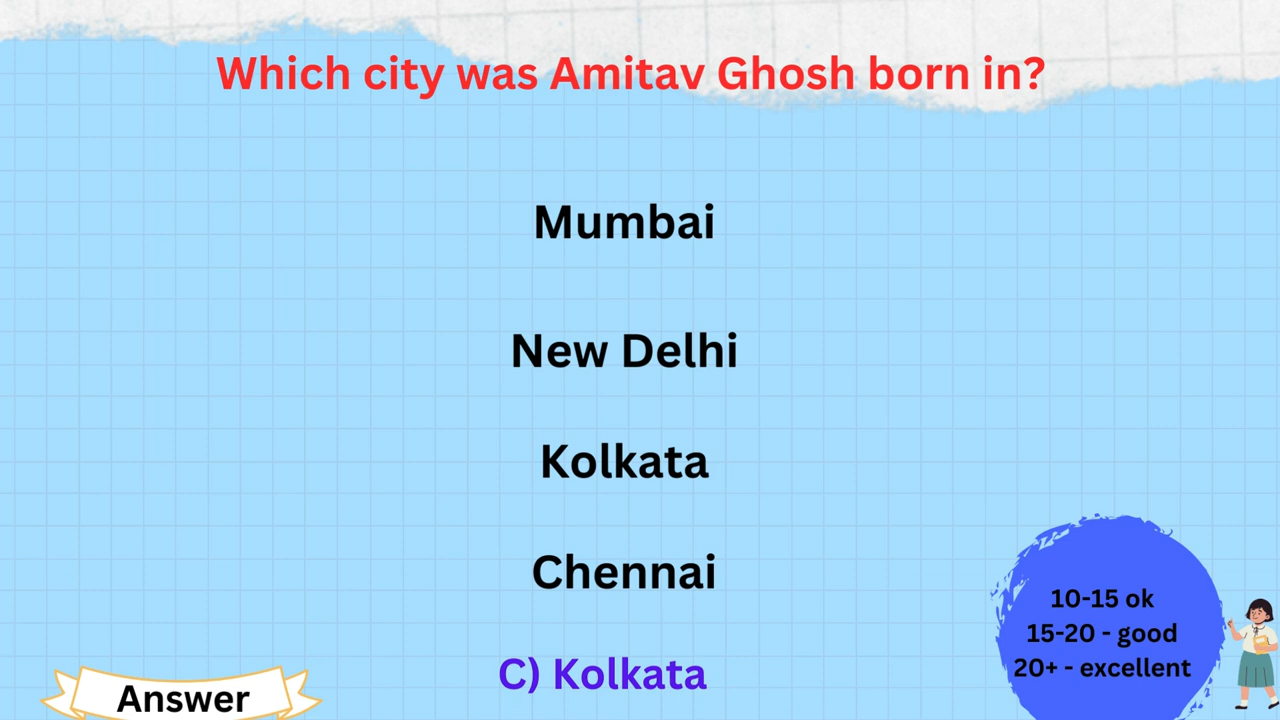 Which city was Amitav Ghosh born in?
Mumbai
New Delhi
Kolkata
Chennai
C) Kolkata
Answer
10-15 ok
15-20 - good
20+ - excellent